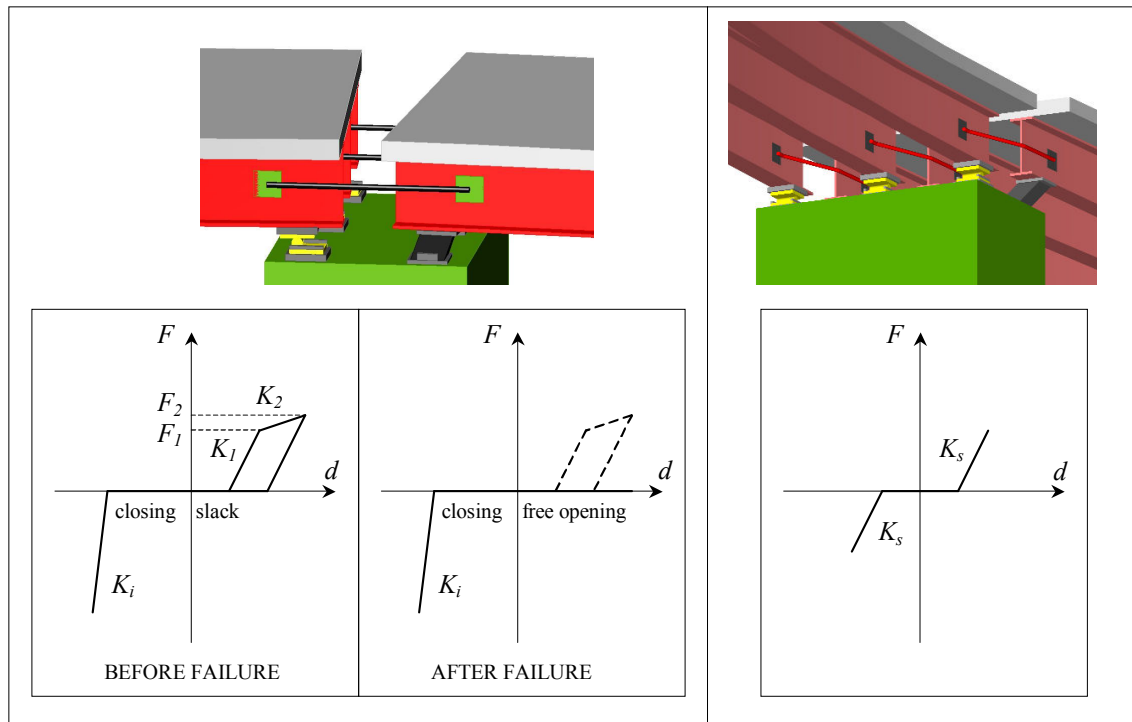 F
F₂
K₂
F₁
K₁
d
closing
slack
Kᵢ
BEFORE FAILURE
F
d
closing
free opening
Kᵢ
AFTER FAILURE
F
Kₛ
d
Kₛ